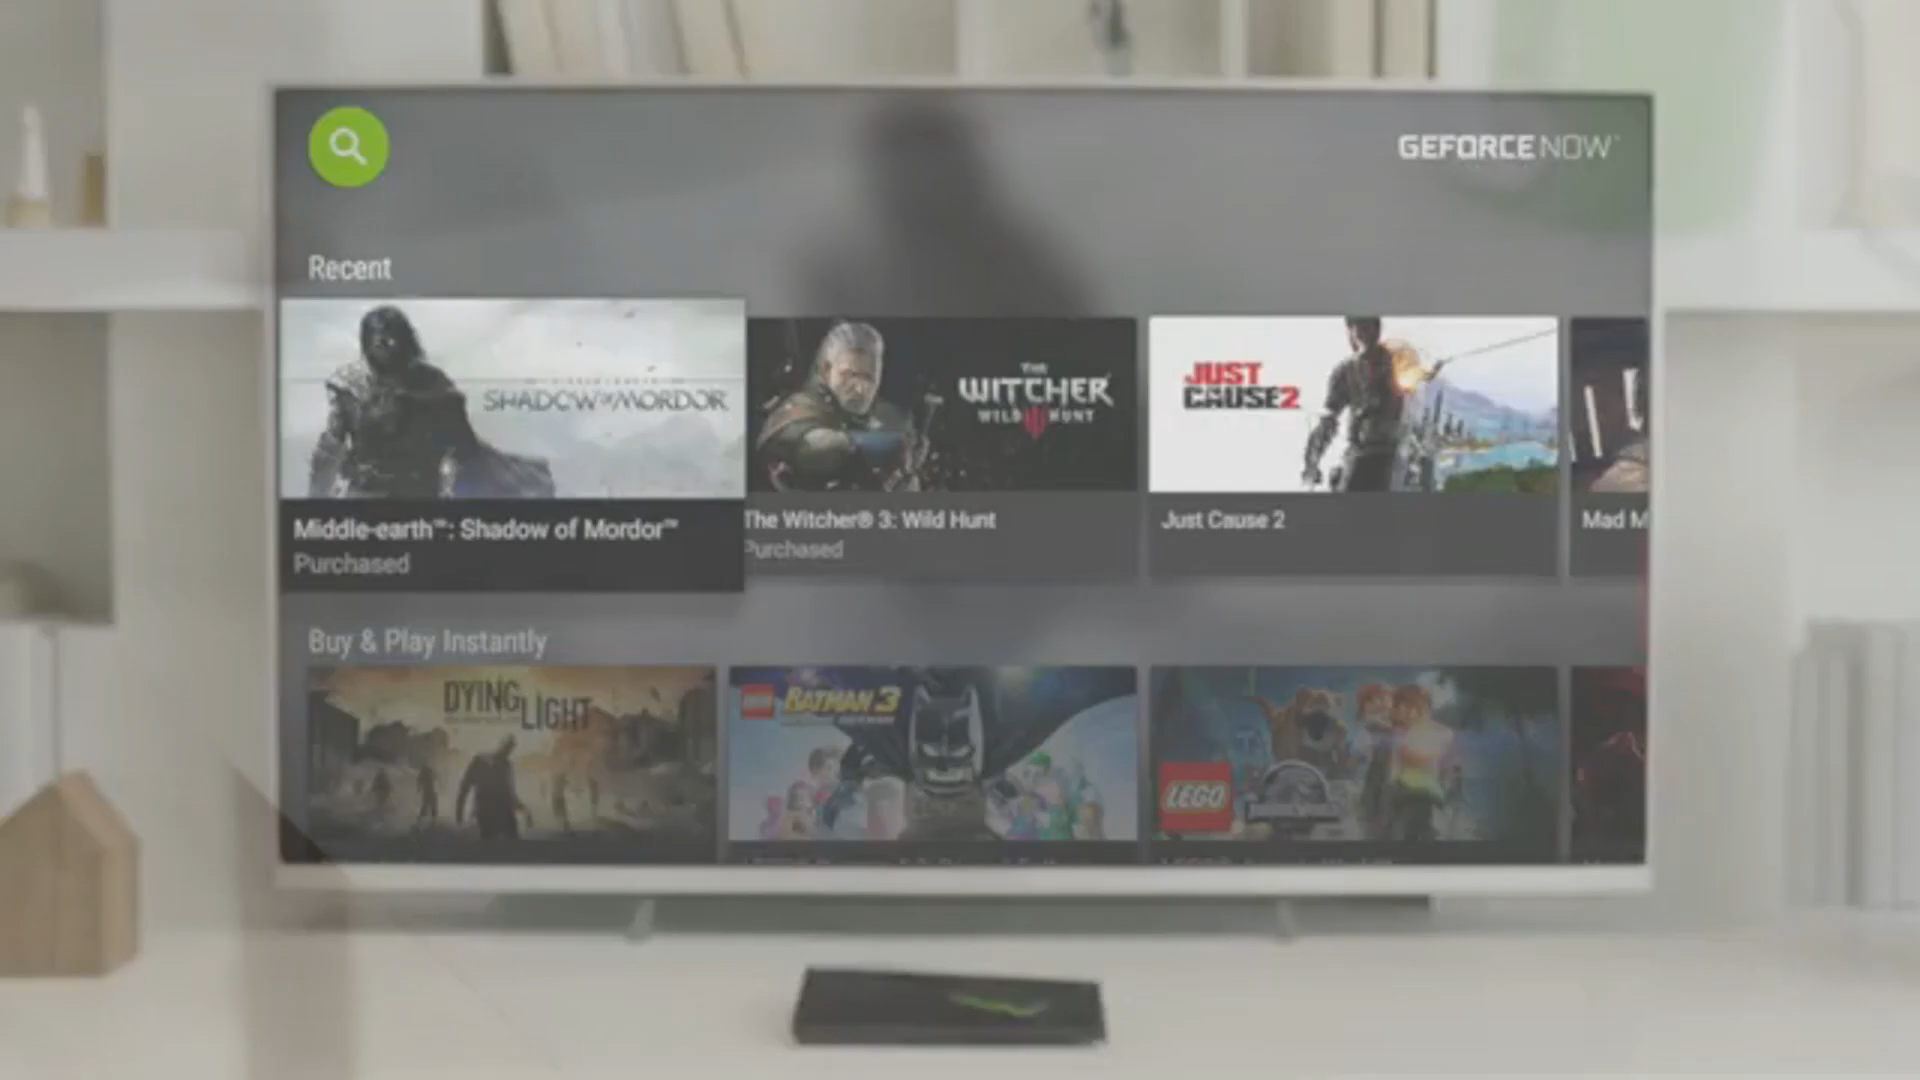 GEFORCE NOW
Recent
SHADOW OF MORDOR
THE
WITCHER
WILD HUNT
JUST
CAUSE 2
Middle-earth™: Shadow of Mordor™
Purchased
The Witcher® 3: Wild Hunt
Purchased
Just Cause 2
Mad M
Buy & Play Instantly
DYING
LIGHT
LEGO BATMAN 3
LEGO